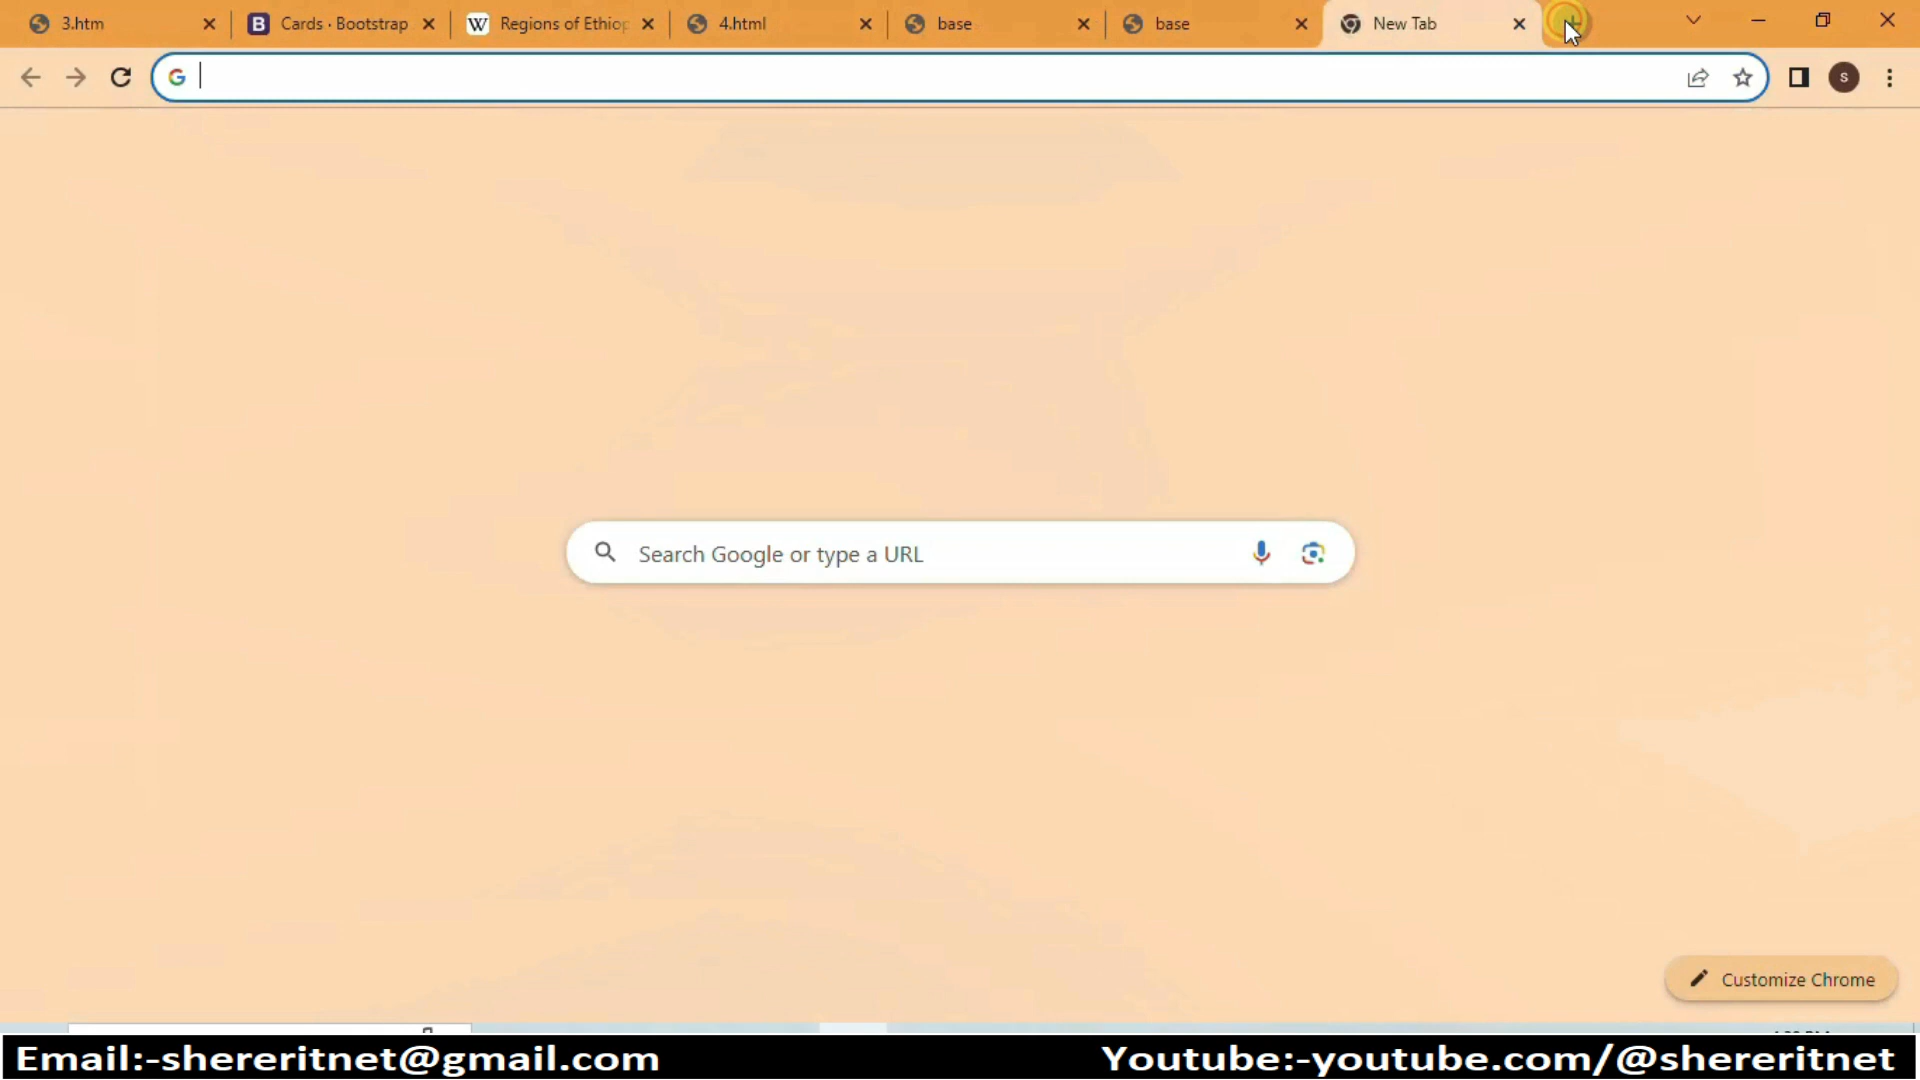 3.htm
Cards · Bootstrap
Regions of Ethiop
4.html
base
base
New Tab
S
Search Google or type a URL
Customize Chrome
Email:-shereritnet@gmail.com
Youtube:-youtube.com/@shereritnet